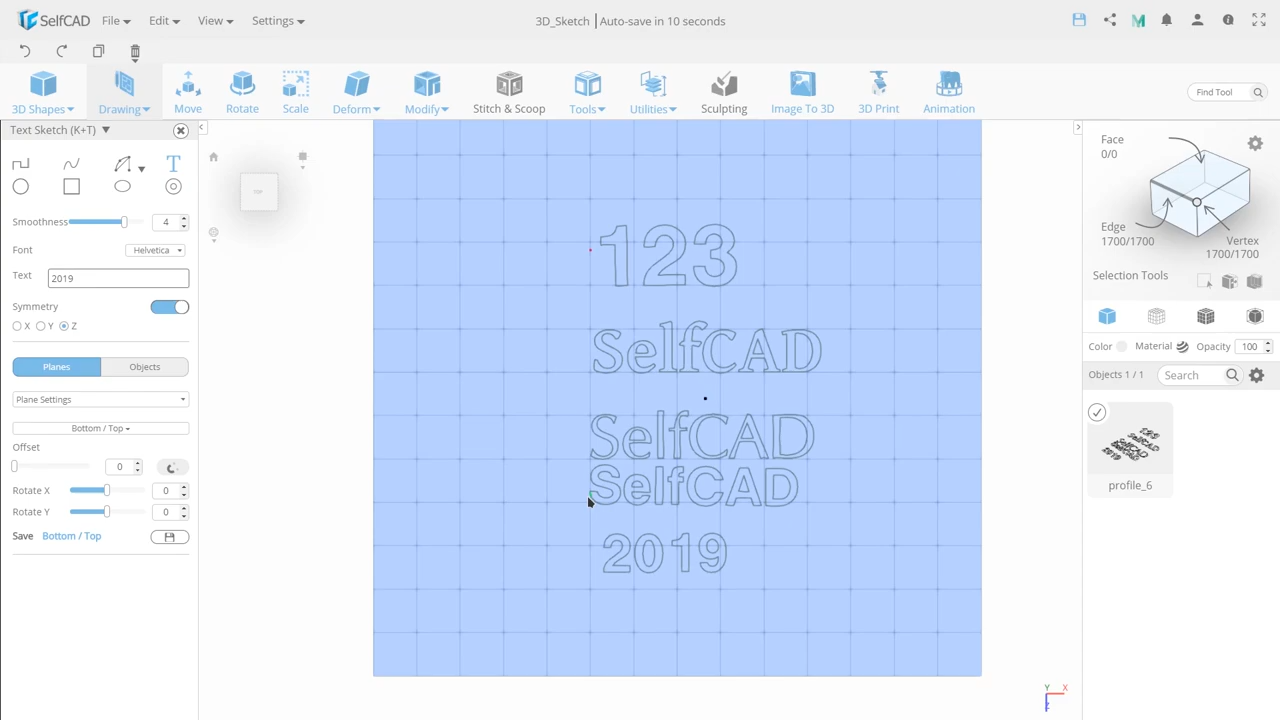 SelfCAD File Edit View Settings 3D_Sketch Auto-save in 10 seconds
3D Shapes Drawing Move Rotate Scale Deform Modify Stitch & Scoop Tools Utilities Sculpting Image To 3D 3D Print Animation Find Tool
Text Sketch (K+T)
Smoothness 4
Font Helvetica
Text 2019
Symmetry
X Y Z
Planes Objects
Plane Settings
Bottom / Top
Offset
0
Rotate X 0
Rotate Y 0
Save Bottom / Top
TOP
123
SelfCAD
SelfCAD
SelfCAD
2019
Face
0/0
Edge
1700/1700
Vertex
1700/1700
Selection Tools
Color Material Opacity 100
Objects 1 / 1 Search
profile_6
Y X
Z